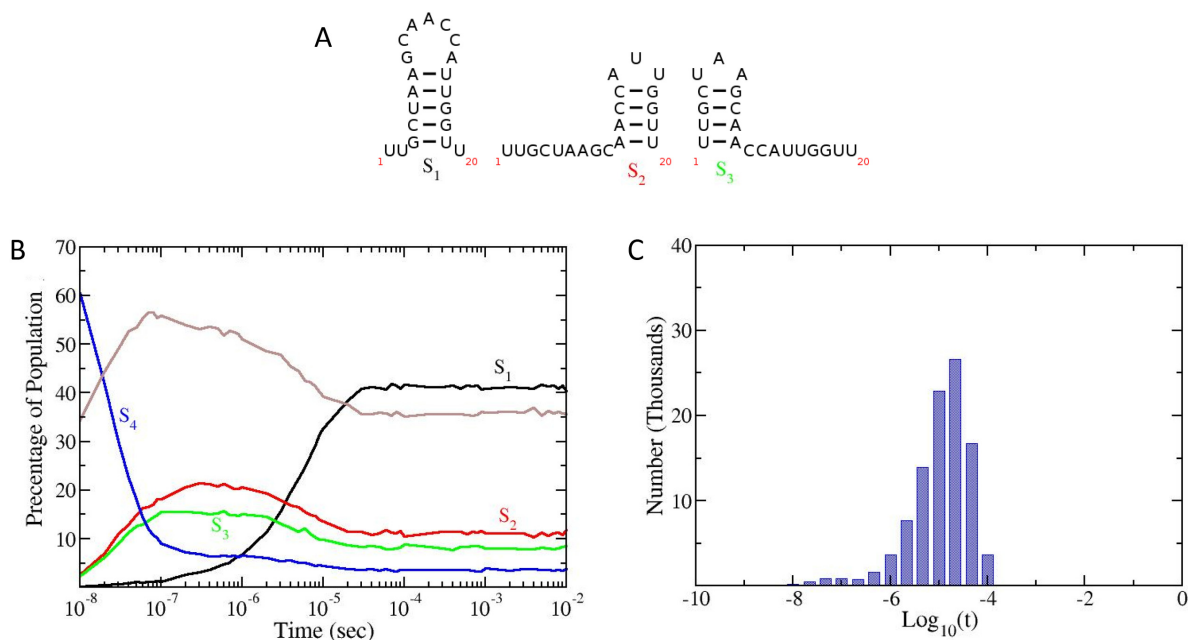 A
A A C
C C
G A U A
A – U A U U A
A – U C – G C – G
U – G C – G G – C
C – G A – U U – A
G – U A – U U – A
UU U UUGCUAAGC CCAUUGGUU
1 20 1 20 1 20
S1 S2 S3
B
70
60
50
40
30
20
10
Precentage of Population
S1
S4
S2
S3
10-8 10-7 10-6 10-5 10-4 10-3 10-2
Time (sec)
C
40
30
20
10
Number (Thousands)
-10 -8 -6 -4 -2 0
Log10(t)